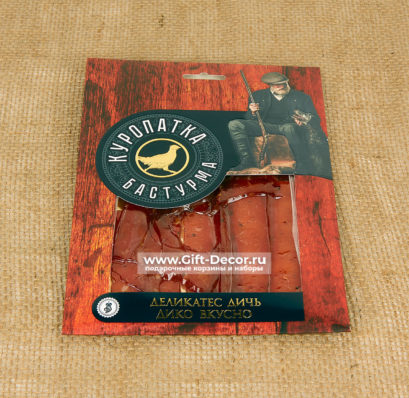 КУРОПАТКА
БАСТУРМА
www.Gift-Decor.ru
подарочные корзины и наборы
ДЕЛИКАТЕС ДИЧЬ
ДИКО ВКУСНО